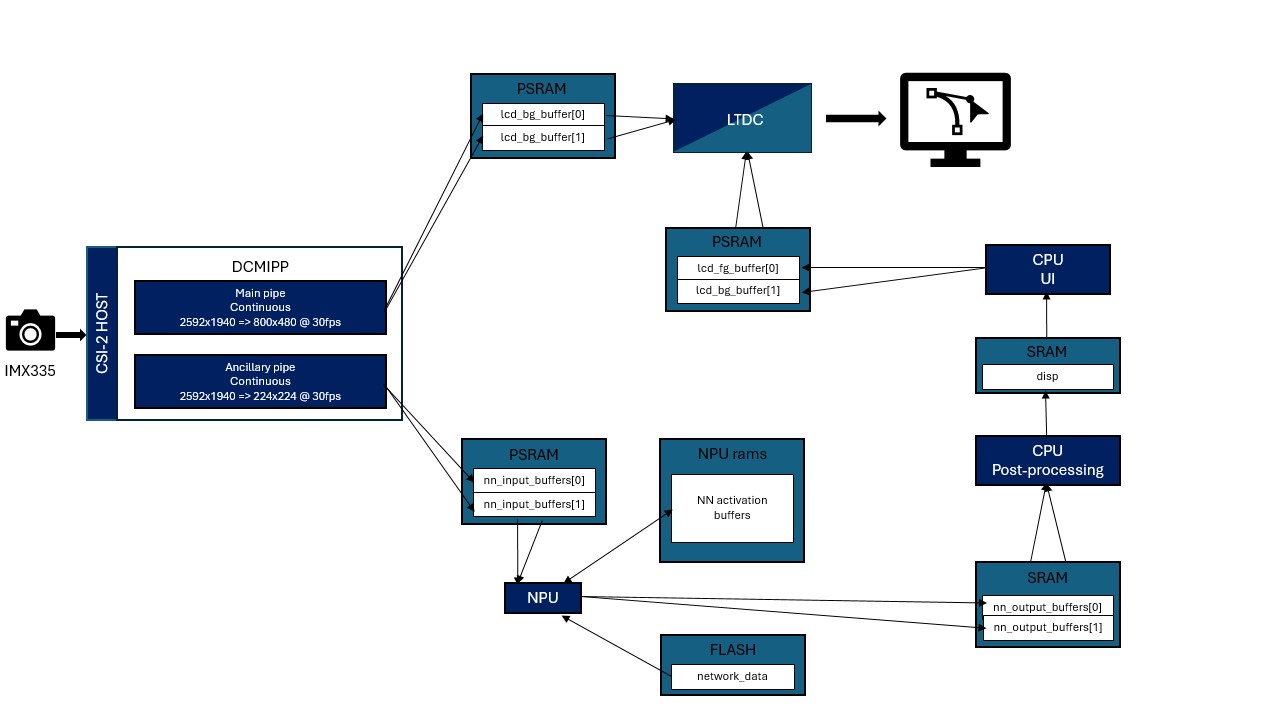 PSRAM
lcd_bg_buffer[0]
lcd_bg_buffer[1]
LTDC
PSRAM
lcd_fg_buffer[0]
lcd_bg_buffer[1]
CPU
UI
DCMIPP
Main pipe
Continuous
2592x1940 => 800x480 @ 30fps
CSI-2 HOST
IMX335
Ancillary pipe
Continuous
2592x1940 => 224x224 @ 30fps
SRAM
disp
PSRAM
nn_input_buffers[0]
nn_input_buffers[1]
NPU rams
NN activation
buffers
CPU
Post-processing
NPU
SRAM
nn_output_buffers[0]
nn_output_buffers[1]
FLASH
network_data